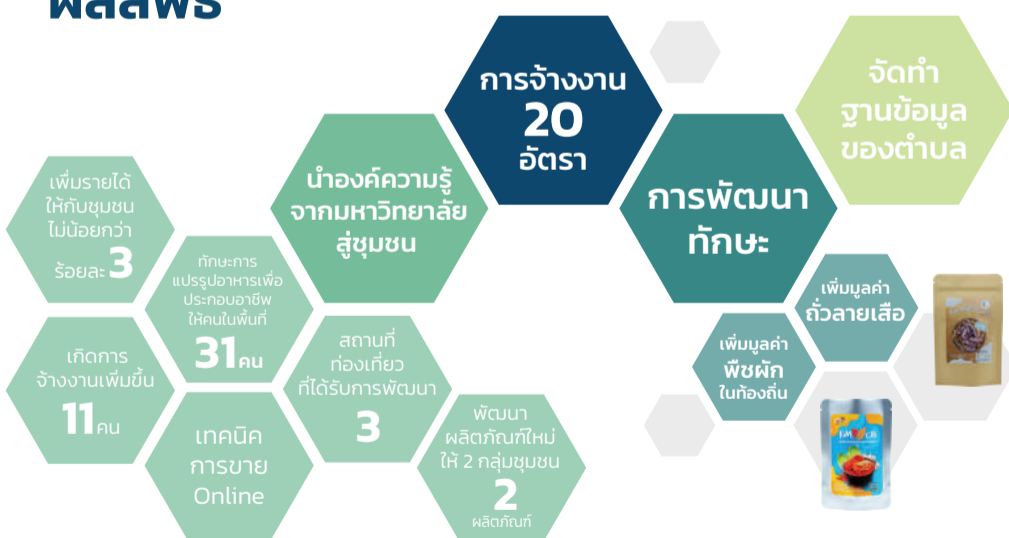 ผลลัพธ์
การจ้างงาน
20
อัตรา
จัดทำ
ฐานข้อมูล
ของตำบล
นำองค์ความรู้
จากมหาวิทยาลัย
สู่ชุมชน
การพัฒนา
ทักษะ
เพิ่มรายได้
ให้กับชุมชน
ไม่น้อยกว่า
ร้อยละ 3
ทักษะการ
แปรรูปอาหารเพื่อ
ประกอบอาชีพ
ให้คนในพื้นที่
31 คน
เกิดการ
จ้างงานเพิ่มขึ้น
11 คน
สถานที่
ท่องเที่ยว
ที่ได้รับการพัฒนา
3
เทคนิค
การขาย
Online
พัฒนา
ผลิตภัณฑ์ใหม่
ให้ 2 กลุ่มชุมชน
2
ผลิตภัณฑ์
เพิ่มมูลค่า
ถั่วลายเสือ
เพิ่มมูลค่า
พืชผัก
ในท้องถิ่น